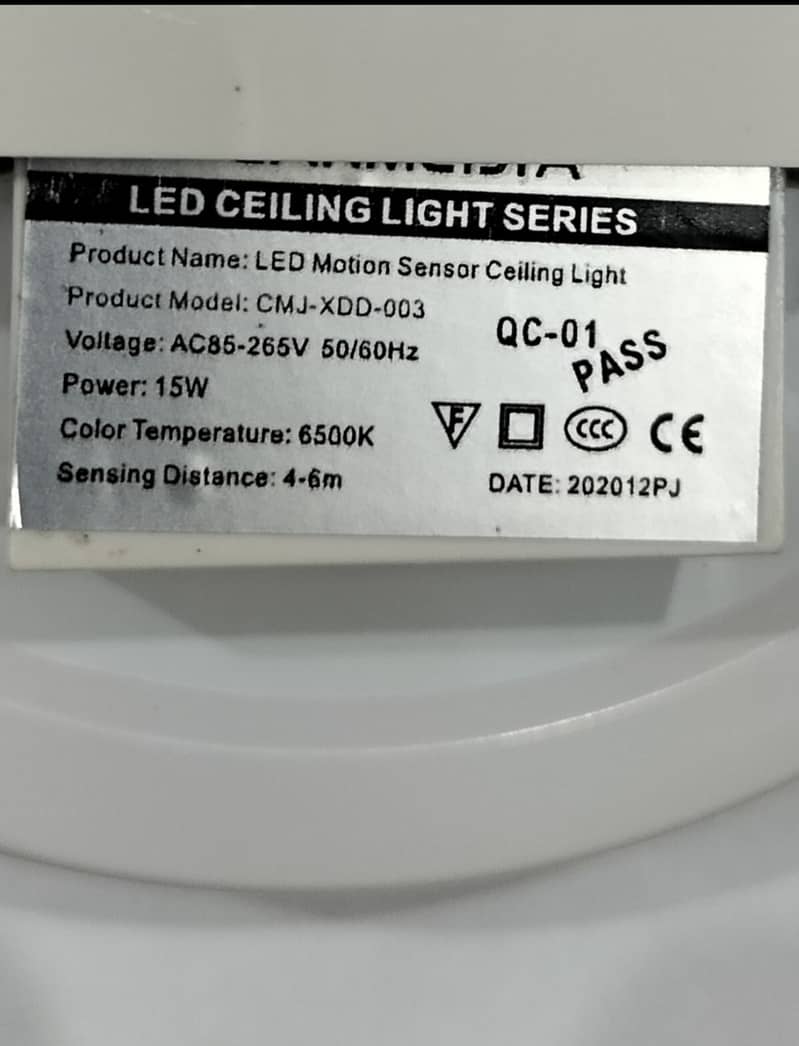 LED CEILING LIGHT SERIES
Product Name: LED Motion Sensor Ceiling Light
Product Model: CMJ-XDD-003
Voltage: AC85-265V 50/60Hz
Power: 15W
Color Temperature: 6500K
Sensing Distance: 4-6m
QC-01
PASS
F CCC CE
DATE: 202012PJ